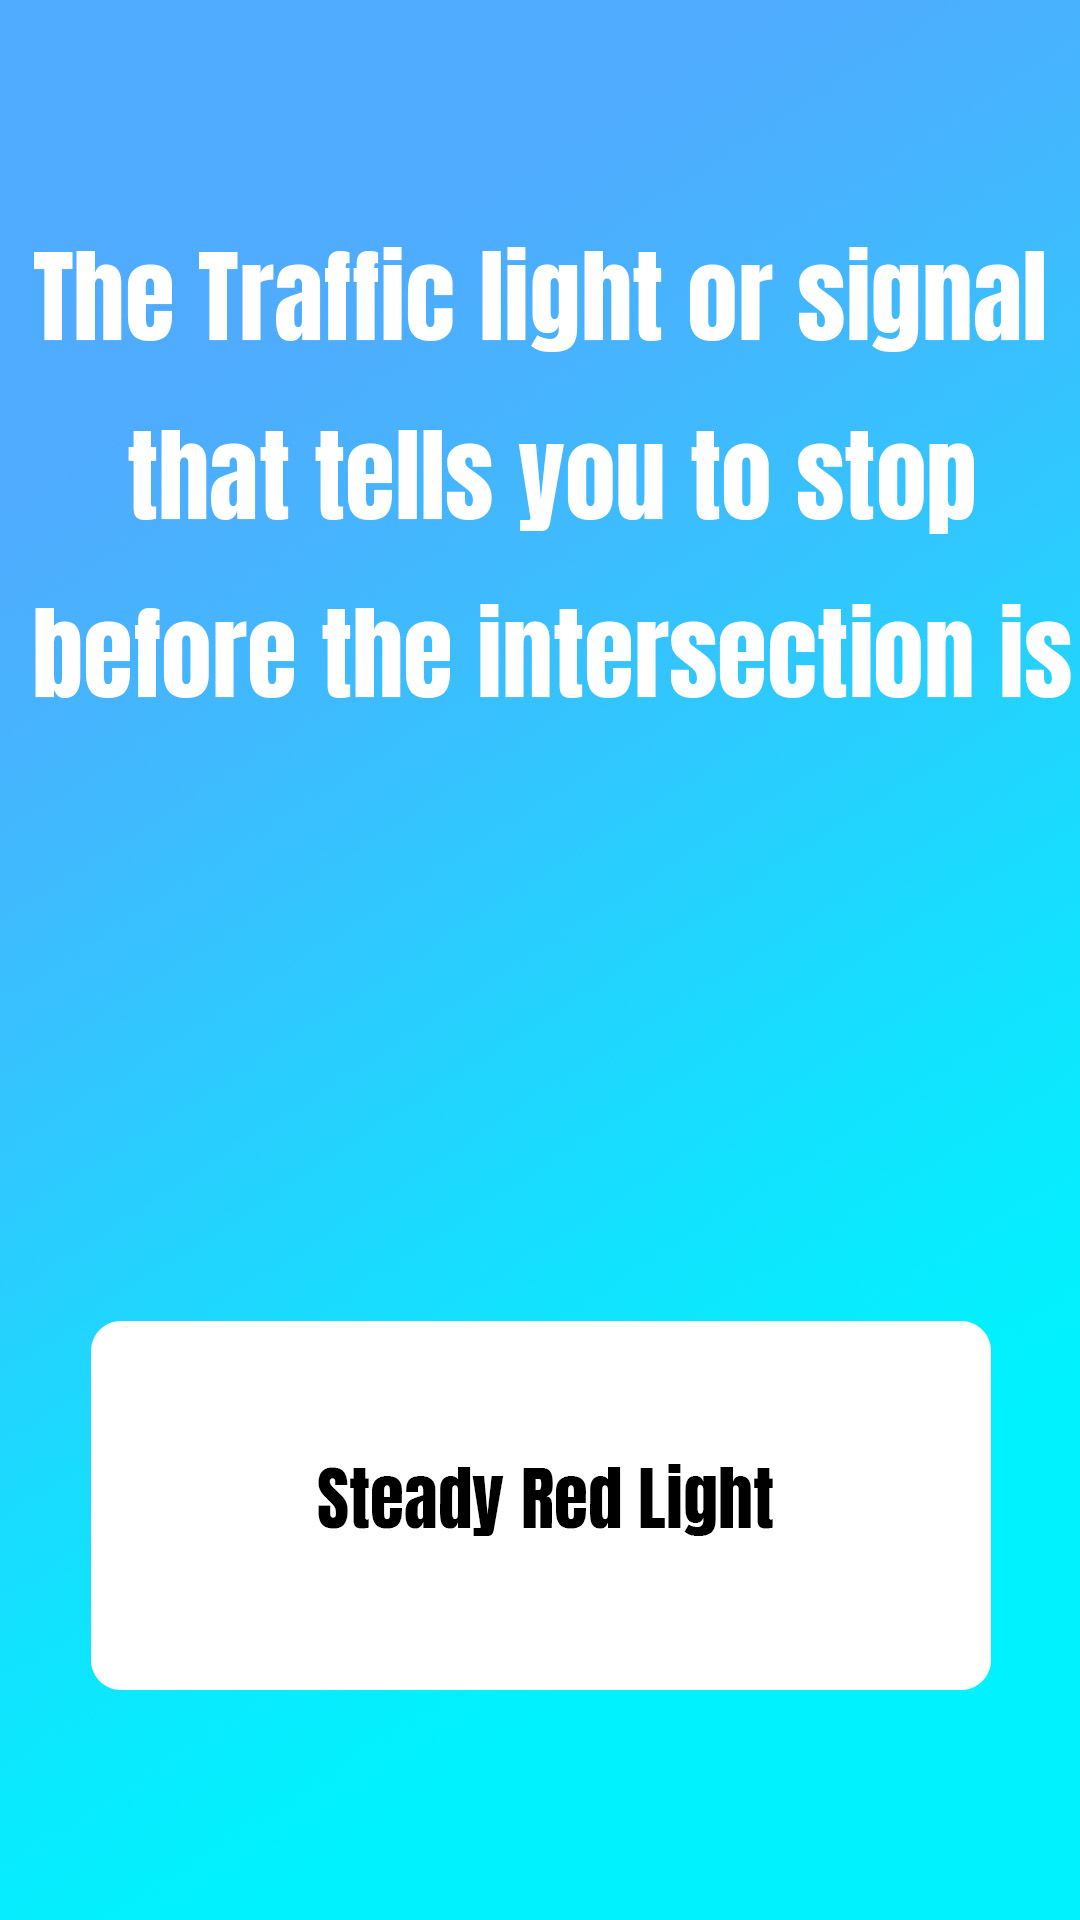 The Traffic light or signal
that tells you to stop
before the intersection is
Steady Red Light